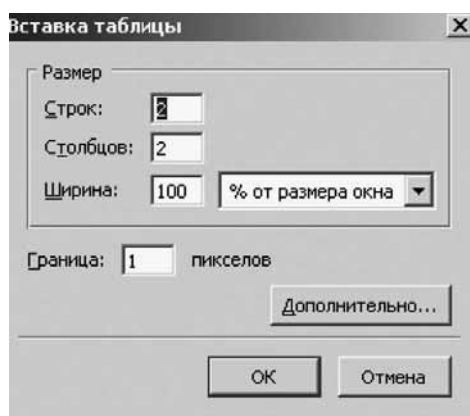 Вставка таблицы
Размер
Строк: 2
Столбцов: 2
Ширина: 100 % от размера окна
Граница: 1 пикселов
Дополнительно...
ОК Отмена